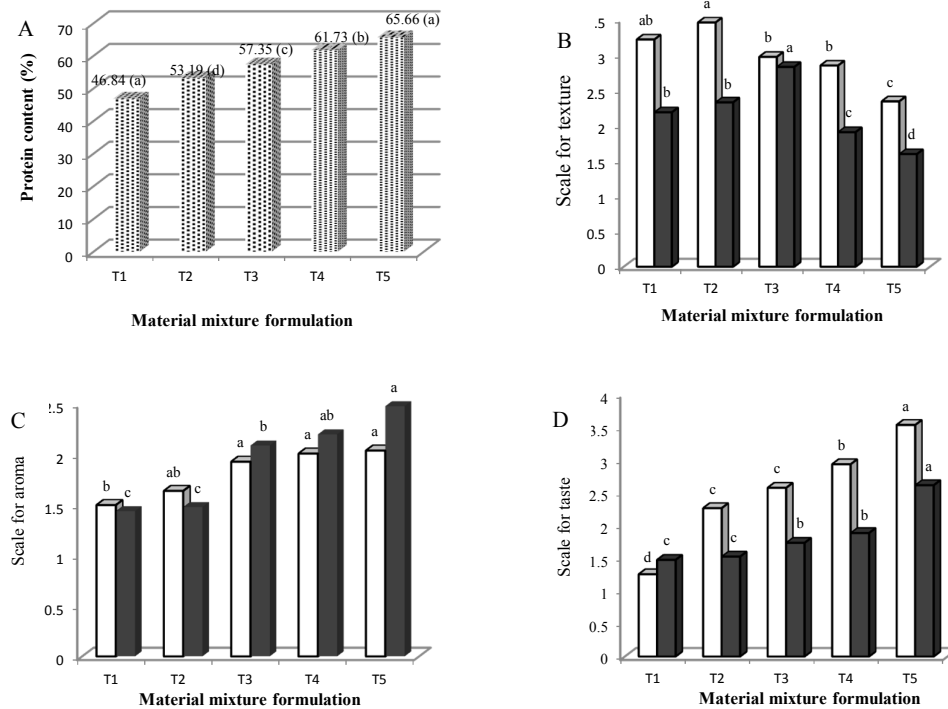 A
Protein content (%)
70
60
50
40
30
20
10
0
46.84 (a)
53.19 (d)
57.35 (c)
61.73 (b)
65.66 (a)
T1 T2 T3 T4 T5
Material mixture formulation
B
Scale for texture
.5
3
2.5
2
1.5
1
0.5
0
ab a b b c
b b a c d
T1 T2 T3 T4 T5
Material mixture formulation
C
Scale for aroma
2.5
2
1.5
1
0.5
0
b ab a a a
c c b ab a
T1 T2 T3 T4 T5
Material mixture formulation
D
Scale for taste
4
3.5
3
2.5
2
1.5
1
0.5
0
d c c b a
c c b b a
T1 T2 T3 T4 T5
Material mixture formulation